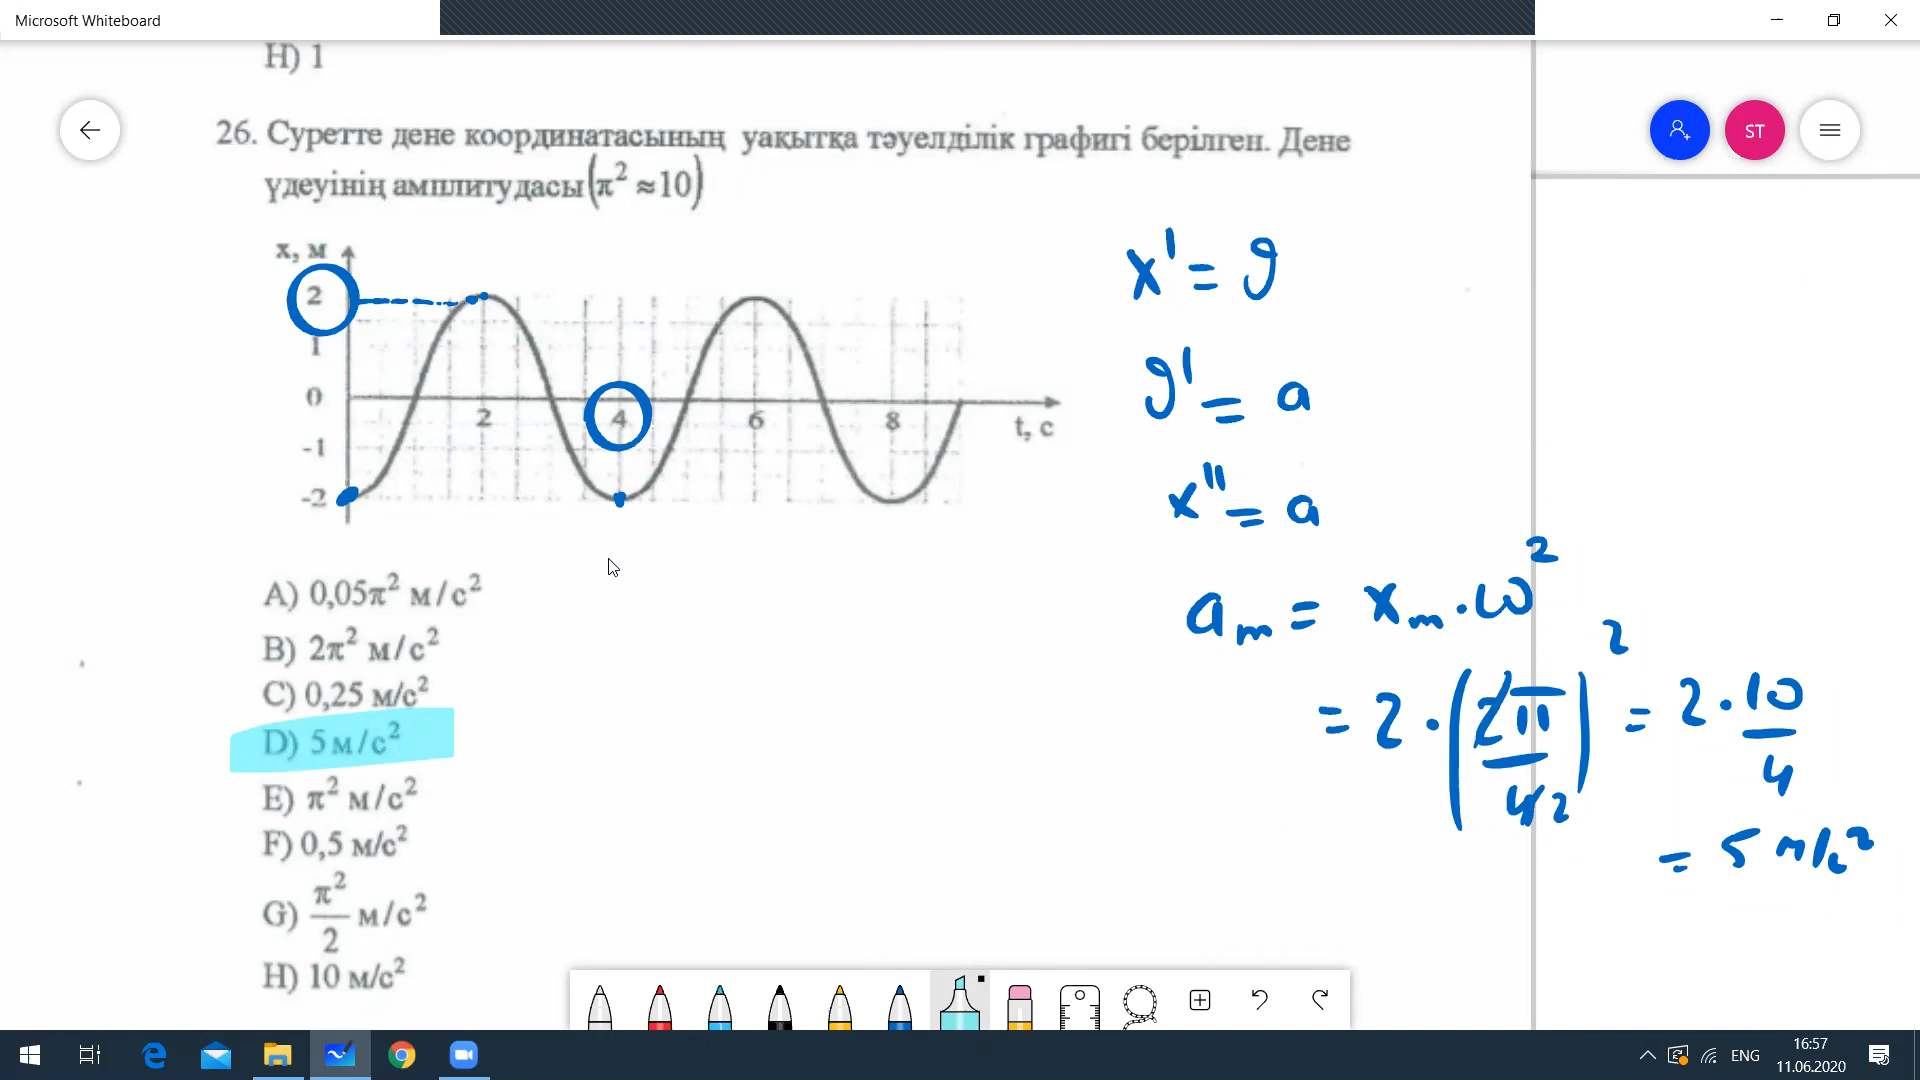 Microsoft Whiteboard
H) 1
26. Суретте дене координатасының уақытқа тәуелділік графигі берілген. Дене
үдеуінің амплитудасы (π² ≈10)
x, м
2
1
0
-1
-2
2 4 6 8
t, c
A) 0,05π² м/с²
B) 2π² м/с²
C) 0,25 м/с²
D) 5 м/с²
E) π² м/с²
F) 0,5 м/с²
G) π²/2 м/с²
H) 10 м/с²
x' = ϑ
ϑ' = a
x'' = a
aₘ = xₘ · ω²
= 2 · (2π/4 2)² = 2 · 10/4
= 5 м/с²
ST
ENG
16:57
11.06.2020